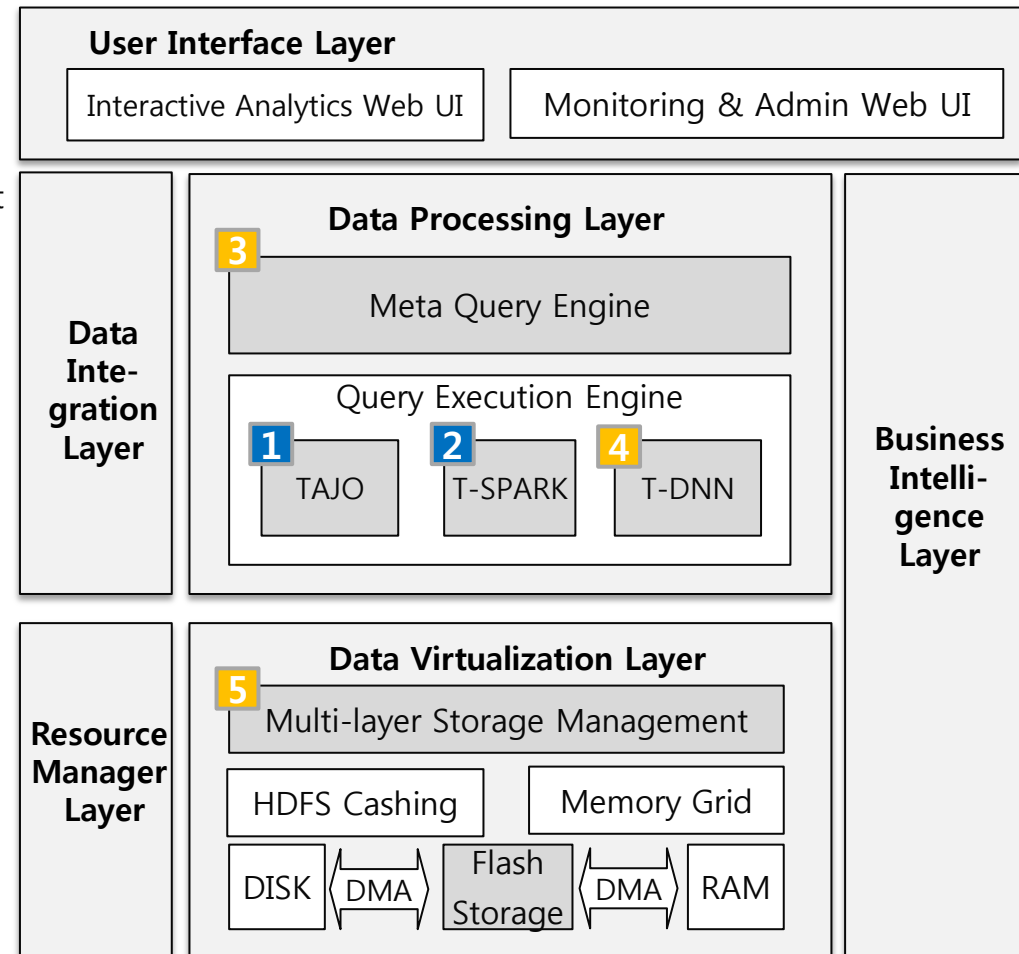 User Interface Layer
Interactive Analytics Web UI
Monitoring & Admin Web UI
Data
Inte-
gration
Layer
Data Processing Layer
3
Meta Query Engine
Query Execution Engine
1
TAJO
2
T-SPARK
4
T-DNN
Business
Intelli-
gence
Layer
Resource
Manager
Layer
Data Virtualization Layer
5
Multi-layer Storage Management
HDFS Cashing
Memory Grid
DISK
DMA
Flash
Storage
DMA
RAM